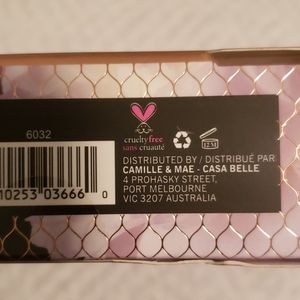 6032
10253 03666 0
crueltyfree
sans cruauté
12 M
DISTRIBUTED BY / DISTRIBUÉ PAR
CAMILLE & MAE - CASA BELLE
4 PROHASKY STREET,
PORT MELBOURNE
VIC 3207 AUSTRALIA